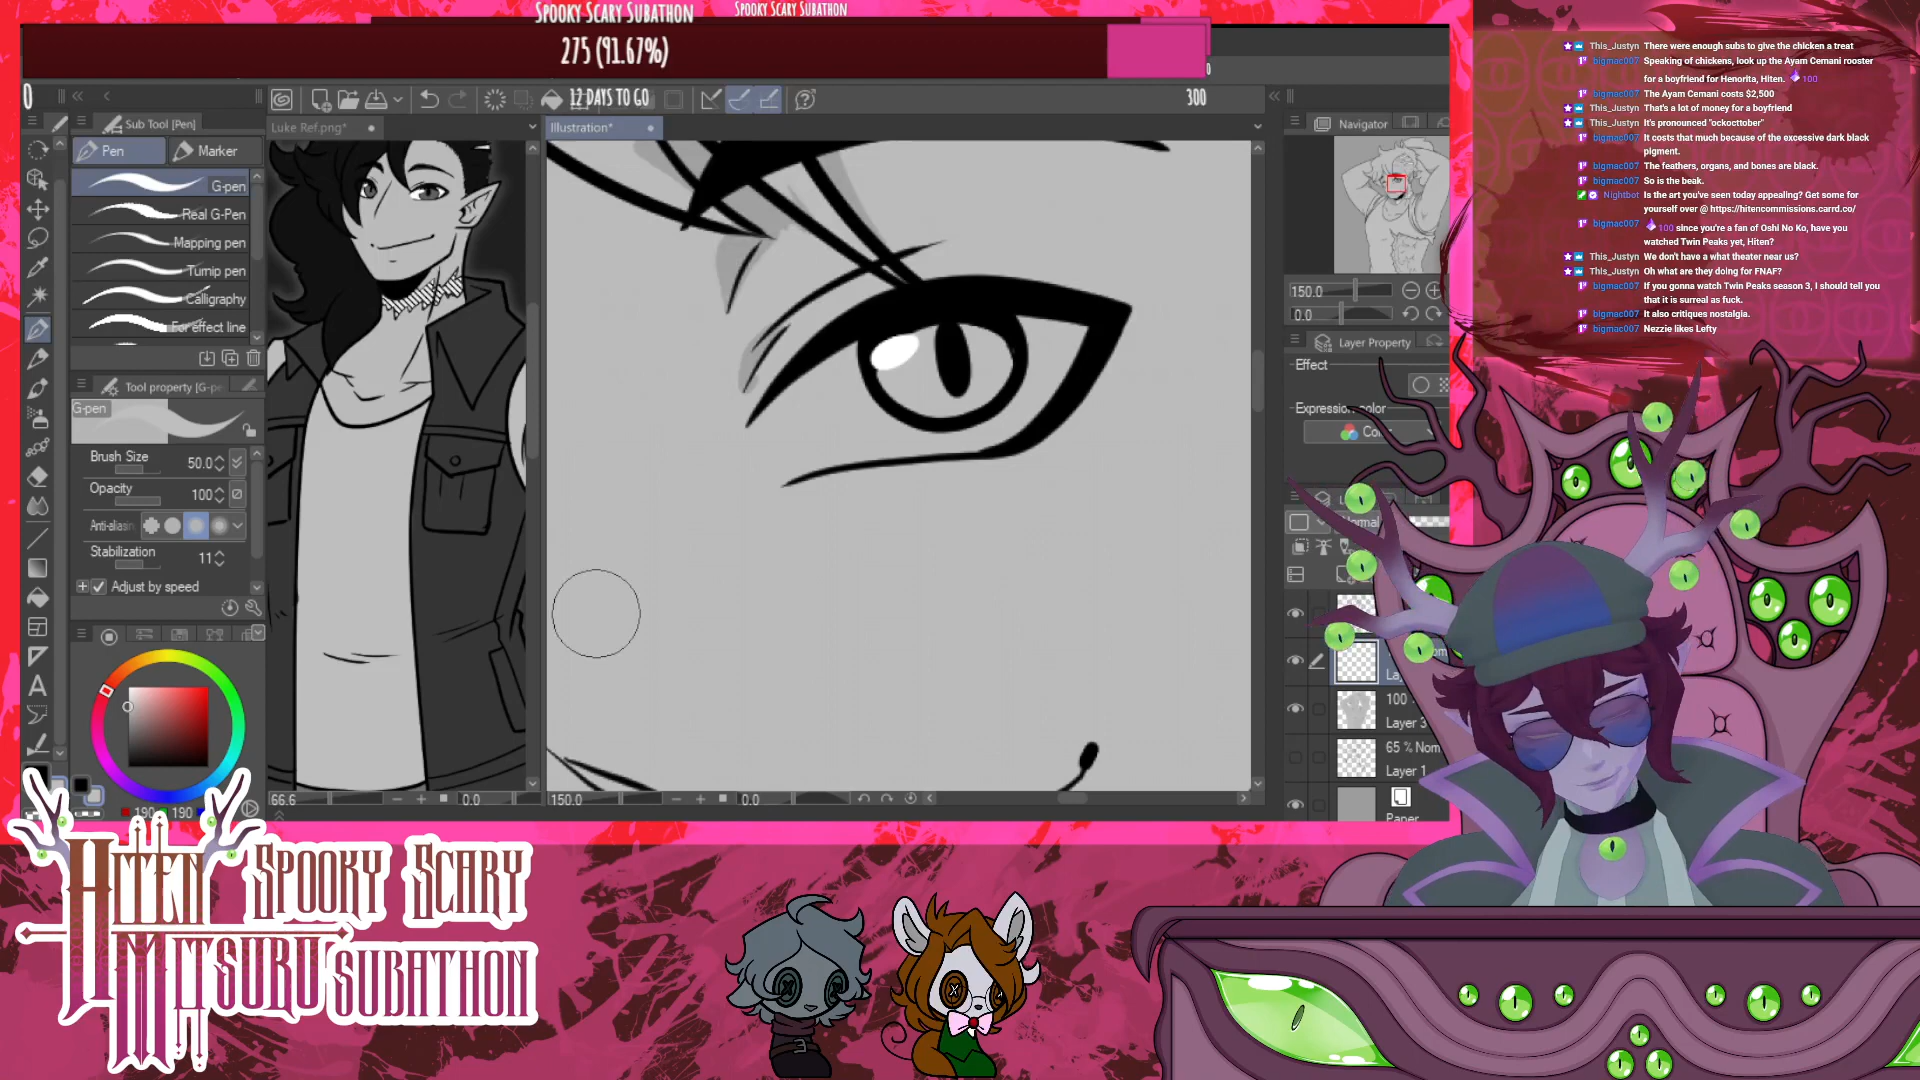 Spooky Scary Subathon
Spooky Scary Subathon
275 (91.67%)
0
12 DAYS TO GO
300
Sub Tool [Pen]
Luke Ref.png*
Illustration*
Navigator
Pen
Marker
G-pen
Real G-Pen
Mapping pen
Turnip pen
Calligraphy
For effect line
Tool property [G-pe
G-pen
Brush Size
50.0
Opacity
100
Anti-aliasin
Stabilization
11
Adjust by speed
190
190
66.6
0.0
150.0
0.0
150.0
0.0
Layer Property
Effect
Expression color
Normal
100
Layer 3
65 % Nom
Layer 1
Paper
This_Justyn There were enough subs to give the chicken a treat
bigmac007 Speaking of chickens, look up the Ayam Cemani rooster
for a boyfriend for Henorita, Hiten. 100
bigmac007 The Ayam Cemani costs $2,500
This_Justyn That's a lot of money for a boyfriend
This_Justyn It's pronounced "ockocttober"
bigmac007 It costs that much because of the excessive dark black
pigment.
bigmac007 The feathers, organs, and bones are black.
bigmac007 So is the beak.
Nightbot Is the art you've seen today appealing? Get some for
yourself over @ https://hitencommissions.carrd.co/
bigmac007 100 since you're a fan of Oshi No Ko, have you
watched Twin Peaks yet, Hiten?
This_Justyn We don't have a what theater near us?
This_Justyn Oh what are they doing for FNAF?
bigmac007 If you gonna watch Twin Peaks season 3, I should tell you
that it is surreal as fuck.
bigmac007 It also critiques nostalgia.
bigmac007 Nezzie likes Lefty
Hiten
Mitsuru
Spooky Scary
Subathon